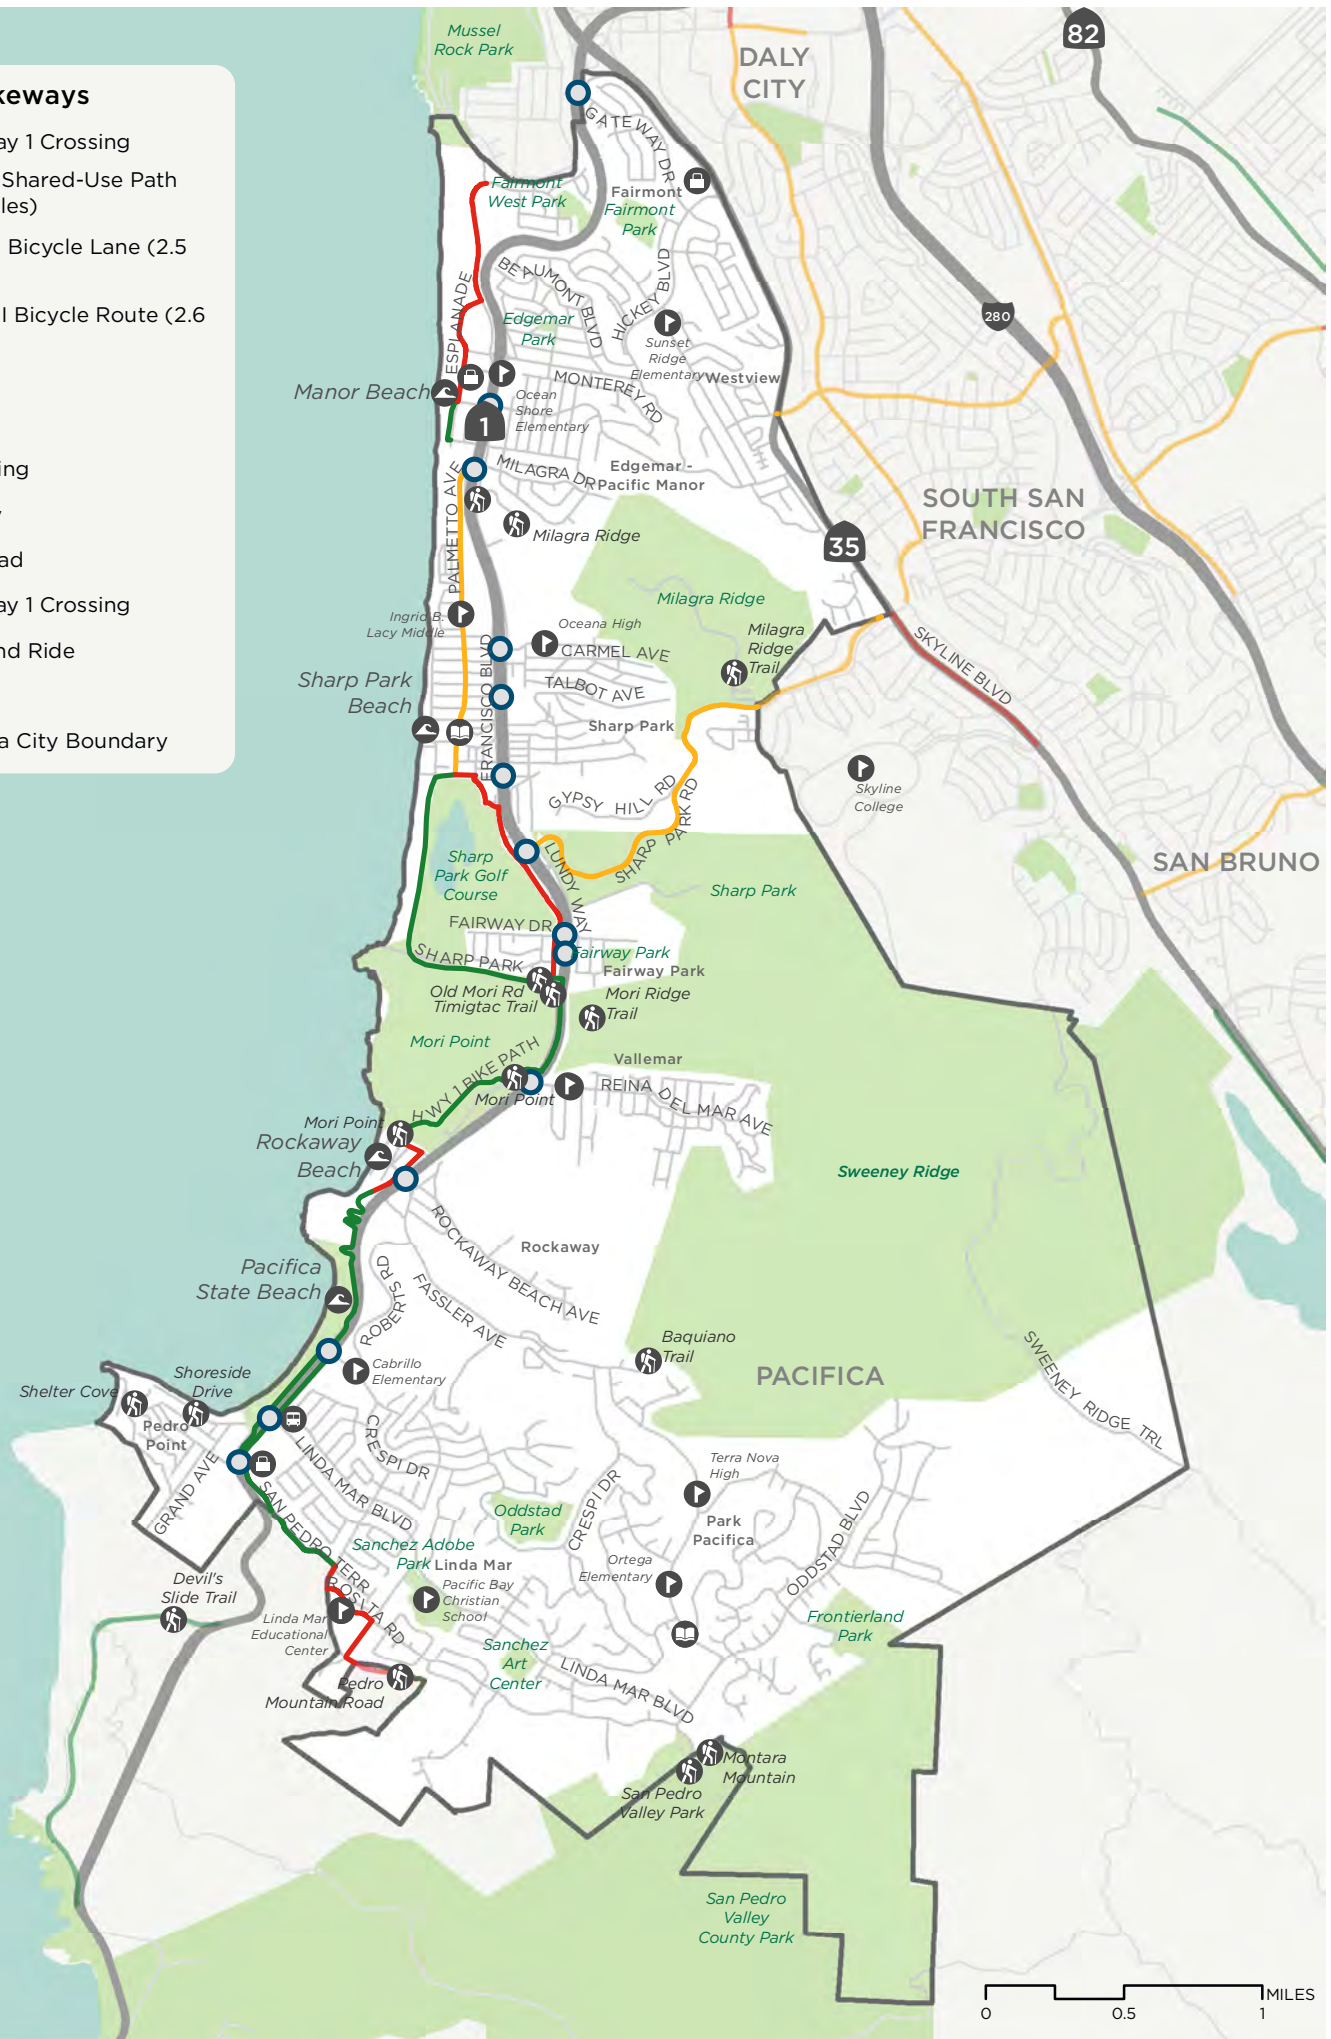 keways
ay 1 Crossing
Shared-Use Path
les)
Bicycle Lane (2.5
I Bicycle Route (2.6
ing
ad
ay 1 Crossing
nd Ride
a City Boundary
Mussel
Rock Park
DALY
CITY
82
GATEWAY DR
Fairmont
West Park
Fairmont
Fairmont
Park
BEAUMONT BLVD
HICKEY BLVD
ESPLANADE
Edgemar
Park
Sunset
Ridge
Elementary
Westview
280
MONTEREY RD
Manor Beach
Ocean
Shore
Elementary
1
MILAGRA DR
Edgemar -
Pacific Manor
SOUTH SAN
FRANCISCO
35
PALMETTO AVE
Milagra Ridge
Milagra Ridge
Ingrid B.
Lacy Middle
Oceana High
CARMEL AVE
Milagra
Ridge
Trail
SKYLINE BLVD
Sharp Park
Beach
TALBOT AVE
Sharp Park
FRANCISCO BLVD
GYPSY HILL RD
SHARP PARK RD
Skyline
College
SAN BRUNO
Sharp
Park Golf
Course
LUNDY WAY
Sharp Park
FAIRWAY DR
SHARP PARK
Fairway Park
Fairway Park
Old Mori Rd
Timigtac Trail
Mori Ridge
Trail
Mori Point
HWY 1 BIKE PATH
Vallemar
Mori Point
REINA DEL MAR AVE
Mori Point
Rockaway
Beach
Sweeney Ridge
ROCKAWAY BEACH AVE
Rockaway
Pacifica
State Beach
ROBERTS RD
FASSLER AVE
Baquiano
Trail
PACIFICA
SWEENEY RIDGE TRL
Cabrillo
Elementary
Shelter Cove
Shoreside
Drive
Pedro
Point
GRAND AVE
CRESPI DR
LINDA MAR BLVD
Terra Nova
High
Park
Pacifica
CRESPI DR
Oddstad
Park
ODDSTAD BLVD
SAN PEDRO TERR
Sanchez Adobe
Park
Linda Mar
Ortega
Elementary
Pacific Bay
Christian
School
Devil's
Slide Trail
ROSITA RD
Linda Mar
Educational
Center
Frontierland
Park
Sanchez
Art
Center
LINDA MAR BLVD
Pedro
Mountain Road
Montara
Mountain
San Pedro
Valley Park
San Pedro
Valley
County Park
MILES
0 0.5 1